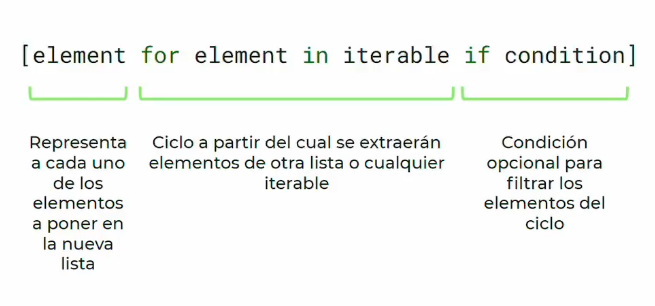 [element for element in iterable if condition]
Representa
a cada uno
de los
elementos
a poner en
la nueva
lista
Ciclo a partir del cual se extraerán
elementos de otra lista o cualquier
iterable
Condición
opcional para
filtrar los
elementos del
ciclo